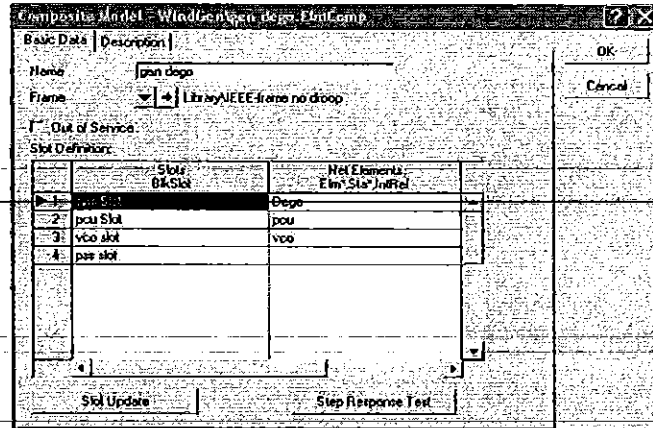 Composite Model - WindGen\gen dego.ElmComp
Basic Data
Description
OK
Cancel
Name
gen dego
Frame
Library\IEEE-frame no droop
Out of Service
Slot Definition:
Slots
BlkSlot
Net Elements
Elm*,Sta*,IntRef
1
Slot
Dego
2 pcu Slot pcu
3 vco slot vco
4 pss slot
Slot Update
Step Response Test